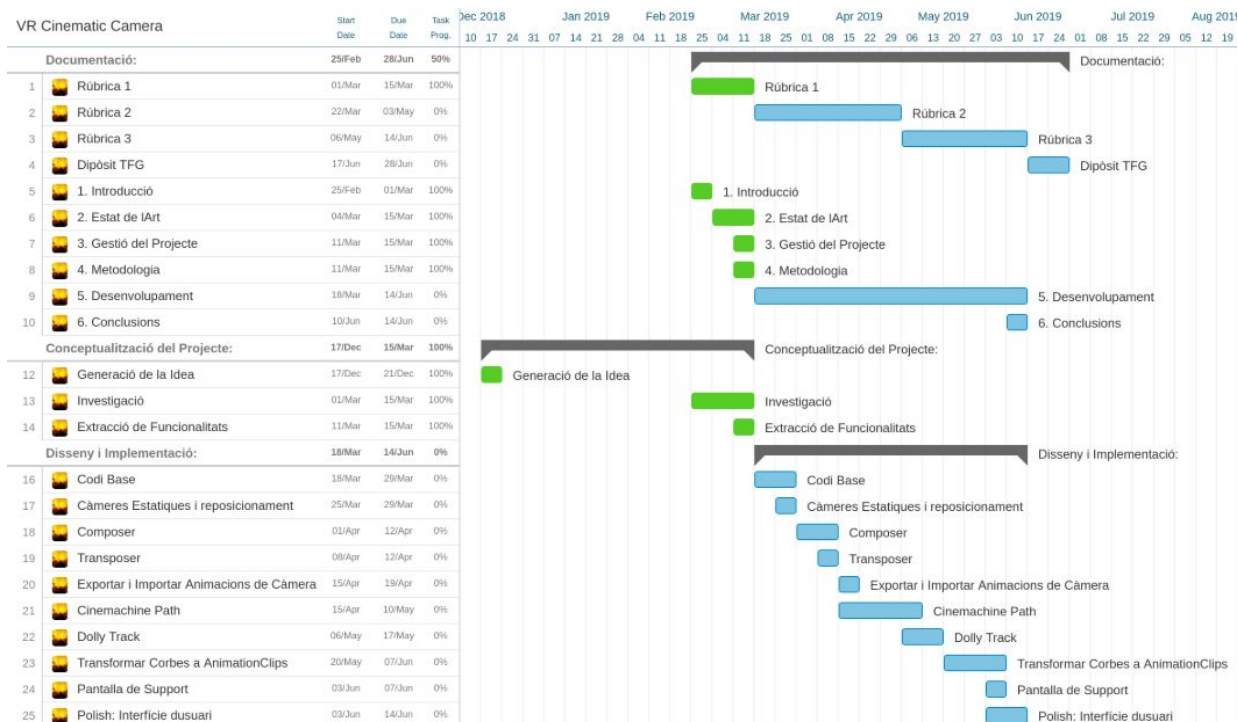 VR Cinematic Camera Start Date Due Date Task Prog. Dec 2018 Jan 2019 Feb 2019 Mar 2019 Apr 2019 May 2019 Jun 2019 Jul 2019 Aug 2019
10 17 24 31 07 14 21 28 04 11 18 25 04 11 18 25 01 08 15 22 29 06 13 20 27 03 10 17 24 01 08 15 22 29 05 12 19
Documentació: 25/Feb 28/Jun 50% Documentació:
1 Rúbrica 1 01/Mar 15/Mar 100% Rúbrica 1
2 Rúbrica 2 22/Mar 03/May 0% Rúbrica 2
3 Rúbrica 3 06/May 14/Jun 0% Rúbrica 3
4 Dipòsit TFG 17/Jun 28/Jun 0% Dipòsit TFG
5 1. Introducció 25/Feb 01/Mar 100% 1. Introducció
6 2. Estat de lArt 04/Mar 15/Mar 100% 2. Estat de lArt
7 3. Gestió del Projecte 11/Mar 15/Mar 100% 3. Gestió del Projecte
8 4. Metodologia 11/Mar 15/Mar 100% 4. Metodologia
9 5. Desenvolupament 18/Mar 14/Jun 0% 5. Desenvolupament
10 6. Conclusions 10/Jun 14/Jun 0% 6. Conclusions
Conceptualització del Projecte: 17/Dec 15/Mar 100% Conceptualització del Projecte:
12 Generació de la Idea 17/Dec 21/Dec 100% Generació de la Idea
13 Investigació 01/Mar 15/Mar 100% Investigació
14 Extracció de Funcionalitats 11/Mar 15/Mar 100% Extracció de Funcionalitats
Disseny i Implementació: 18/Mar 14/Jun 0% Disseny i Implementació:
16 Codi Base 18/Mar 29/Mar 0% Codi Base
17 Càmeres Estatiques i reposicionament 25/Mar 29/Mar 0% Càmeres Estatiques i reposicionament
18 Composer 01/Apr 12/Apr 0% Composer
19 Transposer 08/Apr 12/Apr 0% Transposer
20 Exportar i Importar Animacions de Càmera 15/Apr 19/Apr 0% Exportar i Importar Animacions de Càmera
21 Cinemachine Path 15/Apr 10/May 0% Cinemachine Path
22 Dolly Track 06/May 17/May 0% Dolly Track
23 Transformar Corbes a AnimationClips 20/May 07/Jun 0% Transformar Corbes a AnimationClips
24 Pantalla de Support 03/Jun 07/Jun 0% Pantalla de Support
25 Polish: Interfície dusuari 03/Jun 14/Jun 0% Polish: Interfície dusuari